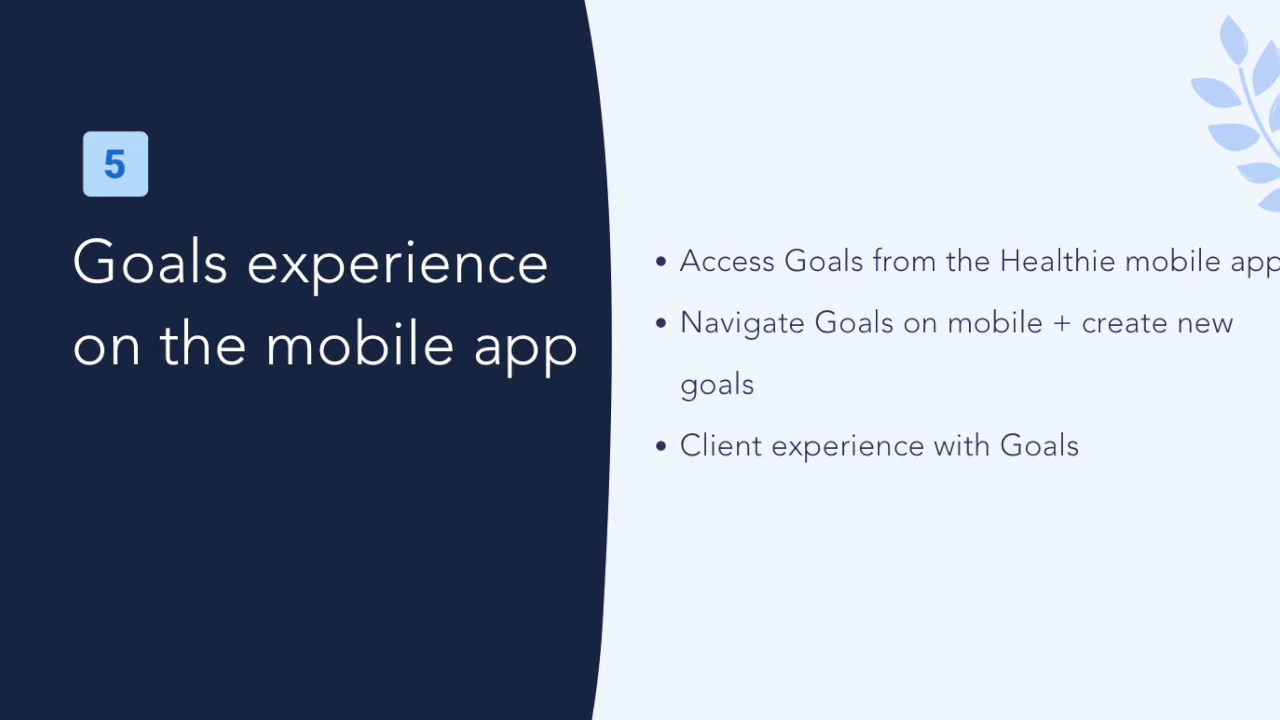 5
Goals experience
on the mobile app
• Access Goals from the Healthie mobile app
• Navigate Goals on mobile + create new
goals
• Client experience with Goals